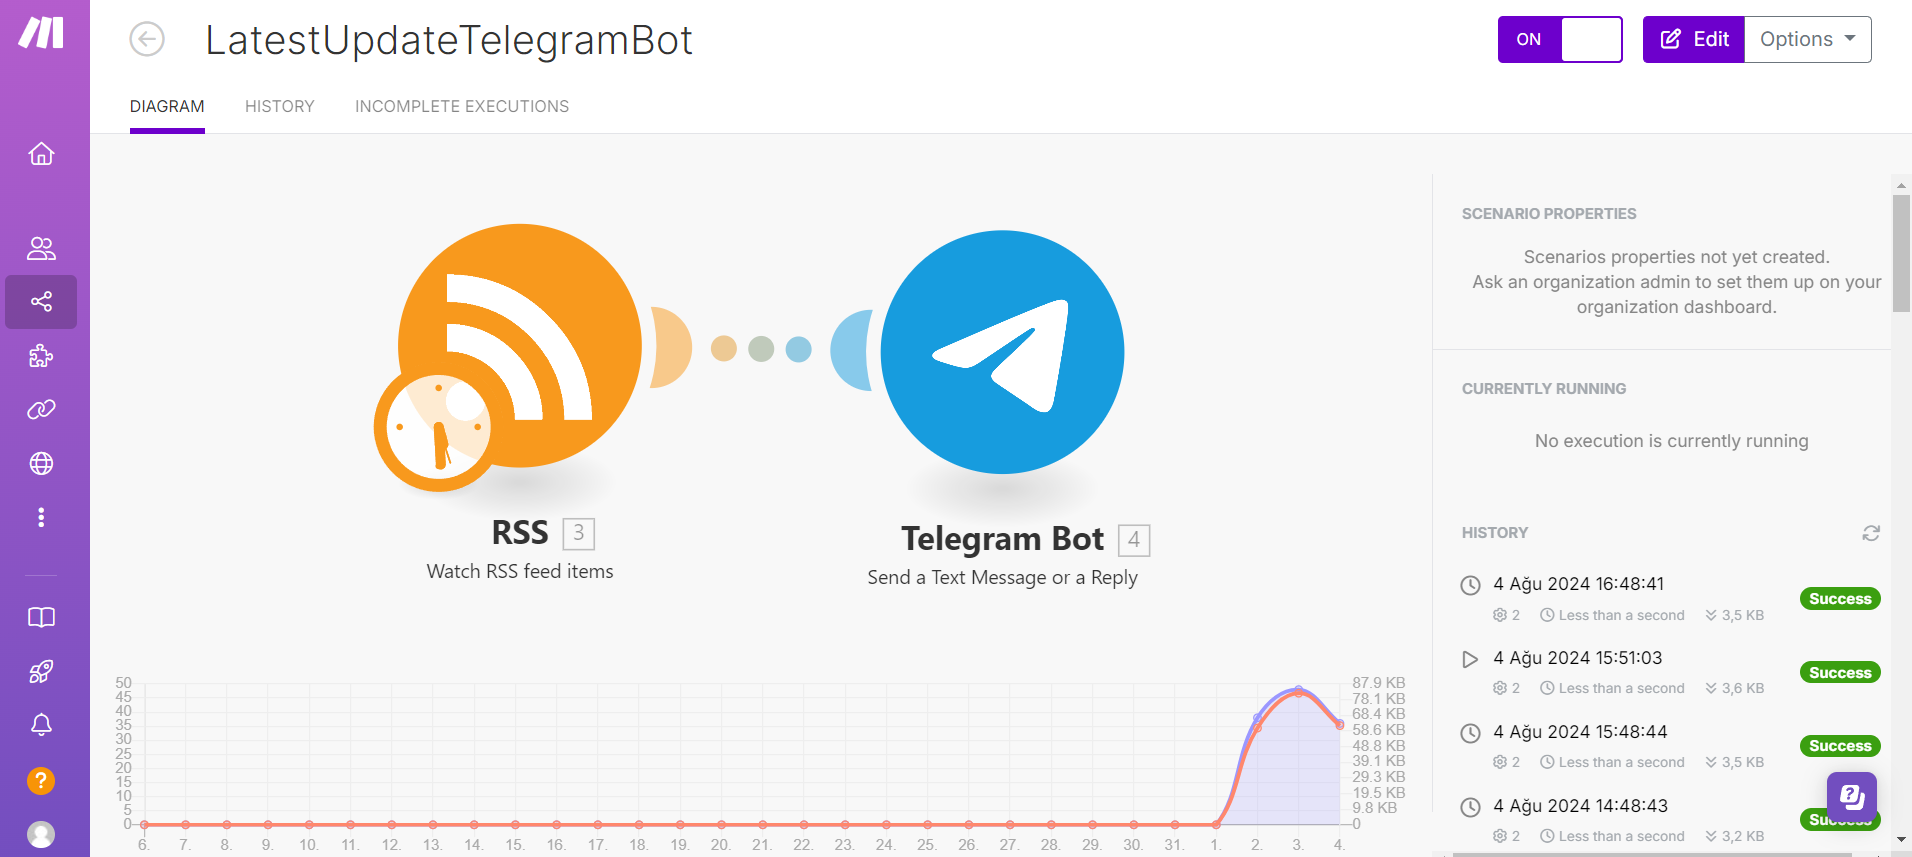 LatestUpdateTelegramBot
ON
Edit
Options
DIAGRAM
HISTORY
INCOMPLETE EXECUTIONS
RSS 3
Watch RSS feed items
Telegram Bot 4
Send a Text Message or a Reply
50
45
40
35
30
25
20
15
10
5
0
87.9 KB
78.1 KB
68.4 KB
58.6 KB
48.8 KB
39.1 KB
29.3 KB
19.5 KB
9.8 KB
0
6. 7. 8. 9. 10. 11. 12. 13. 14. 15. 16. 17. 18. 19. 20. 21. 22. 23. 24. 25. 26. 27. 28. 29. 30. 31. 1. 2. 3. 4.
SCENARIO PROPERTIES
Scenarios properties not yet created.
Ask an organization admin to set them up on your
organization dashboard.
CURRENTLY RUNNING
No execution is currently running
HISTORY
4 Ağu 2024 16:48:41
Success
2 Less than a second 3,5 KB
4 Ağu 2024 15:51:03
Success
2 Less than a second 3,6 KB
4 Ağu 2024 15:48:44
Success
2 Less than a second 3,5 KB
4 Ağu 2024 14:48:43
Success
2 Less than a second 3,2 KB